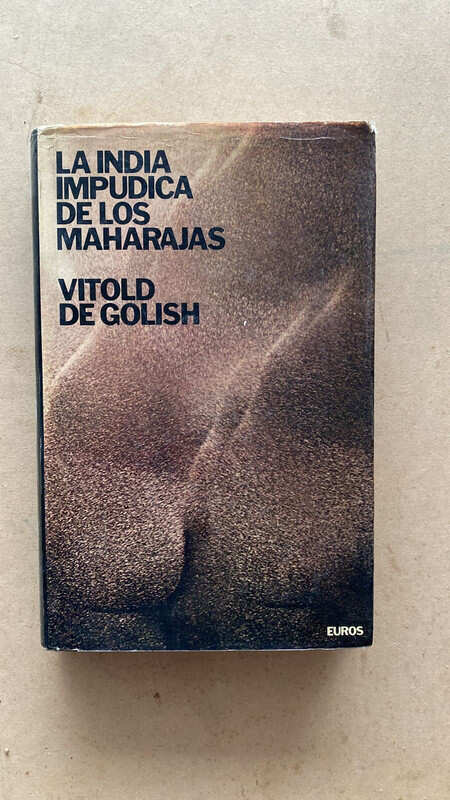 LA INDIA
IMPUDICA
DE LOS
MAHARAJAS
VITOLD
DE GOLISH
EUROS